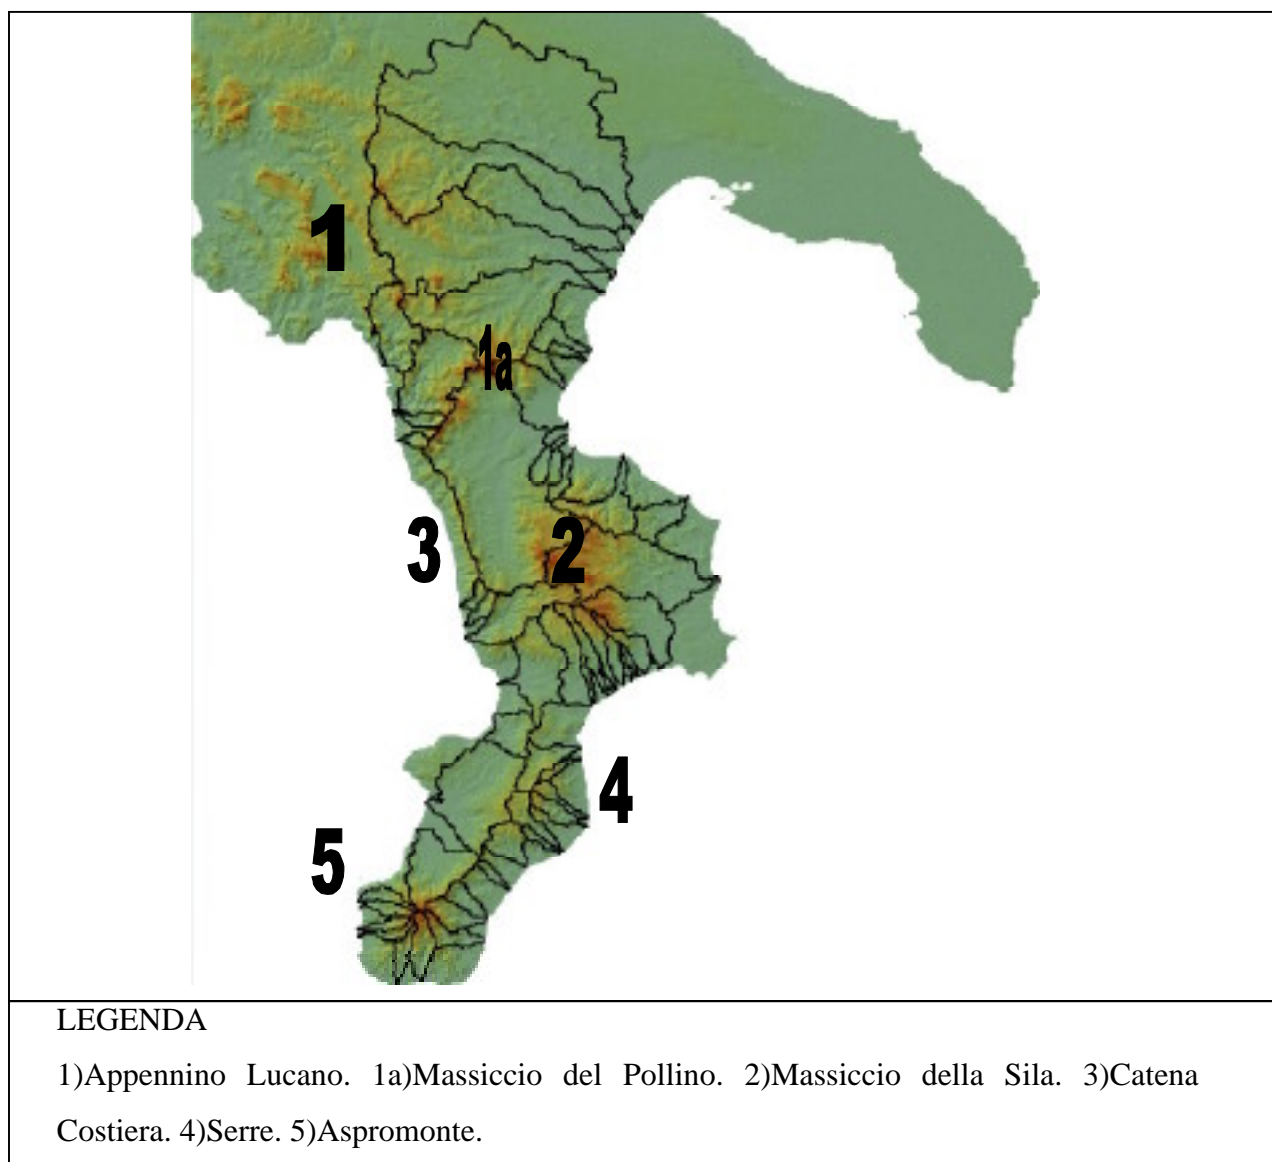 1
1a
3
2
4
5
LEGENDA
1)Appennino Lucano. 1a)Massiccio del Pollino. 2)Massiccio della Sila. 3)Catena
Costiera. 4)Serre. 5)Aspromonte.